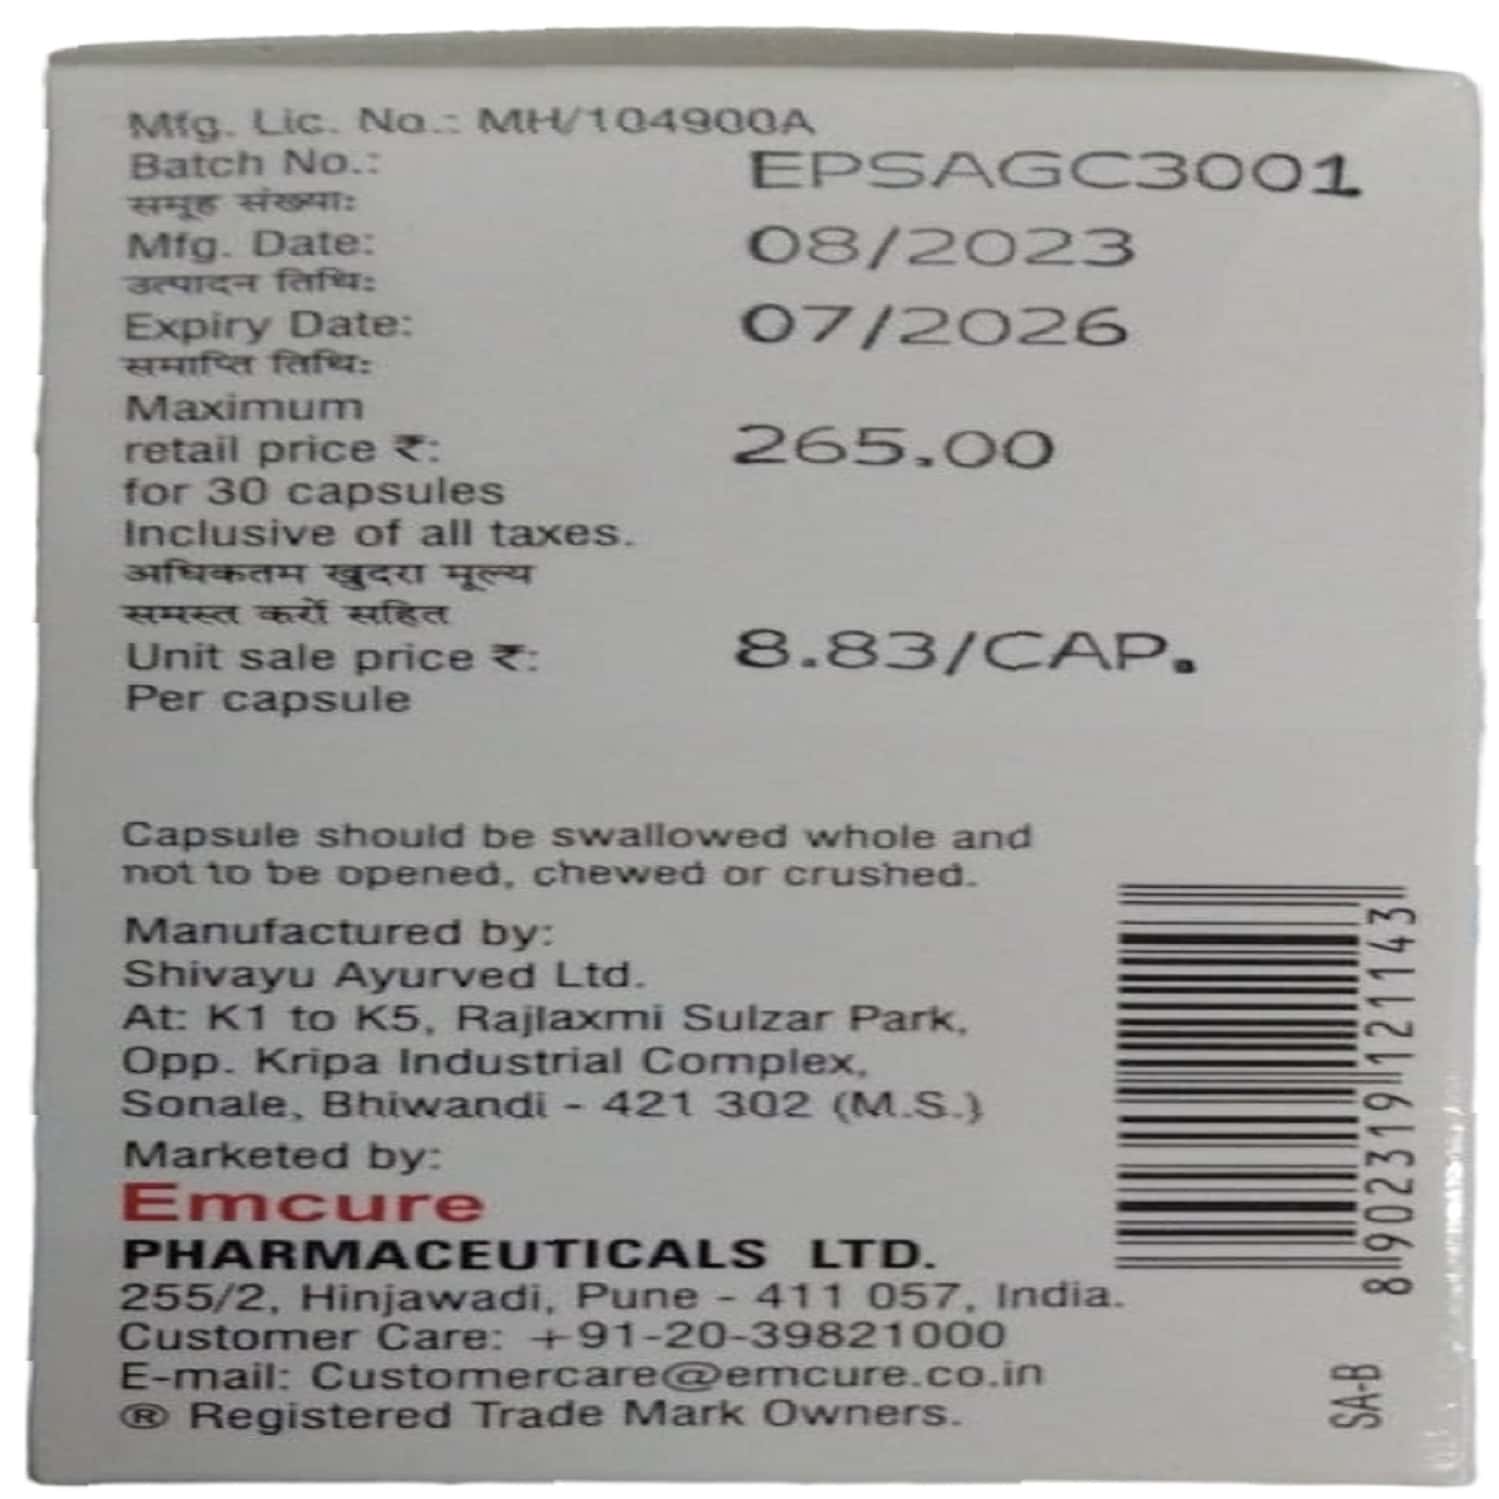 Mfg. Lic. No.: MH/104900A
Batch No.: EPSAGC3001
समूह संख्याः
Mfg. Date: 08/2023
उत्पादन तिथिः
Expiry Date: 07/2026
समाप्ति तिथिः
Maximum
retail price ₹: 265.00
for 30 capsules
Inclusive of all taxes.
अधिकतम खुदरा मूल्य
समस्त करों सहित
Unit sale price ₹: 8.83/CAP.
Per capsule
Capsule should be swallowed whole and
not to be opened, chewed or crushed.
Manufactured by:
Shivayu Ayurved Ltd.
At: K1 to K5, Rajlaxmi Sulzar Park,
Opp. Kripa Industrial Complex,
Sonale, Bhiwandi - 421 302 (M.S.)
Marketed by:
Emcure
PHARMACEUTICALS LTD.
255/2, Hinjawadi, Pune - 411 057, India.
Customer Care: +91-20-39821000
E-mail: Customercare@emcure.co.in
® Registered Trade Mark Owners.
8 902319 121143
SA-B